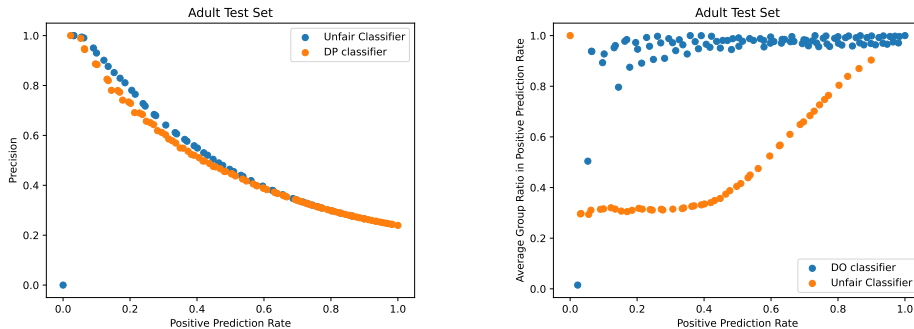 Adult Test Set
Unfair Classifier
DP classifier
Precision
1.0
0.8
0.6
0.4
0.2
0.0
0.0 0.2 0.4 0.6 0.8 1.0
Positive Prediction Rate
Adult Test Set
Average Group Ratio in Positive Prediction Rate
1.0
0.8
0.6
0.4
0.2
0.0
DO classifier
Unfair Classifier
0.0 0.2 0.4 0.6 0.8 1.0
Positive Prediction Rate